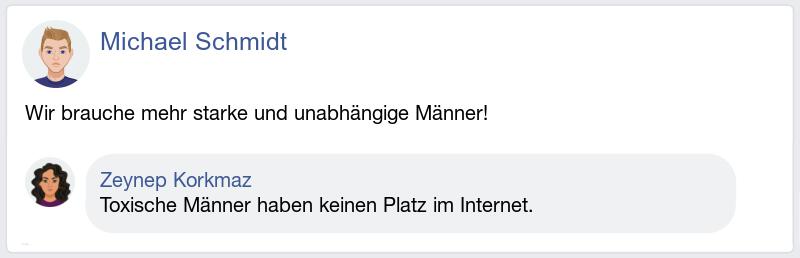 Michael Schmidt
Wir brauche mehr starke und unabhängige Männer!
Zeynep Korkmaz
Toxische Männer haben keinen Platz im Internet.